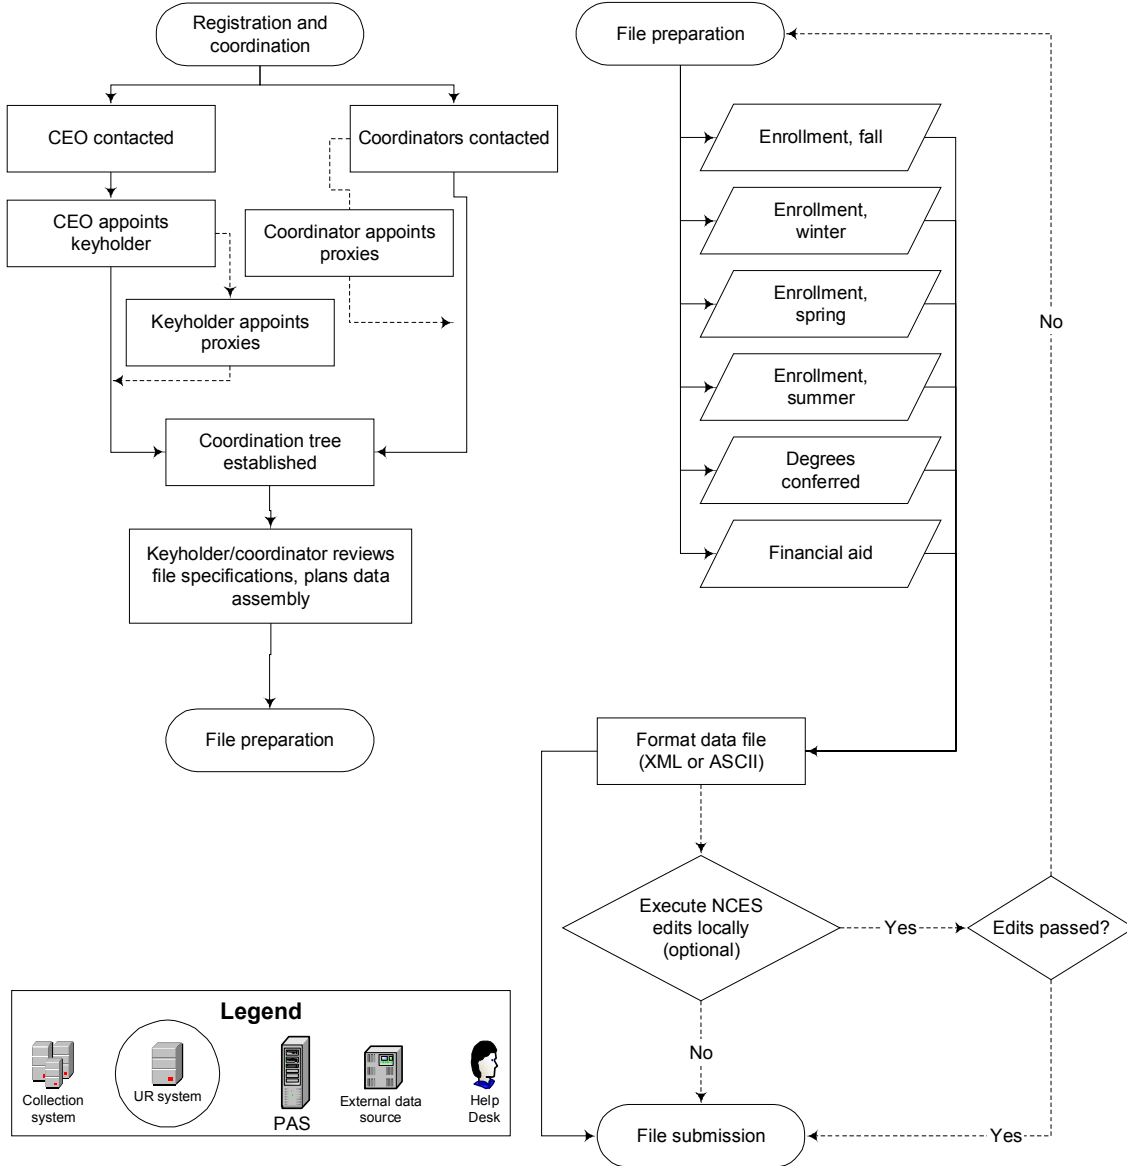 Registration and
coordination
CEO contacted
Coordinators contacted
CEO appoints
keyholder
Coordinator appoints
proxies
Keyholder appoints
proxies
Coordination tree
established
Keyholder/coordinator reviews
file specifications, plans data
assembly
File preparation
File preparation
Enrollment, fall
Enrollment,
winter
Enrollment,
spring
Enrollment,
summer
Degrees
conferred
Financial aid
No
Format data file
(XML or ASCII)
Execute NCES
edits locally
(optional)
Yes
Edits passed?
No
Yes
File submission
Legend
Collection
system
UR system
PAS
External data
source
Help
Desk